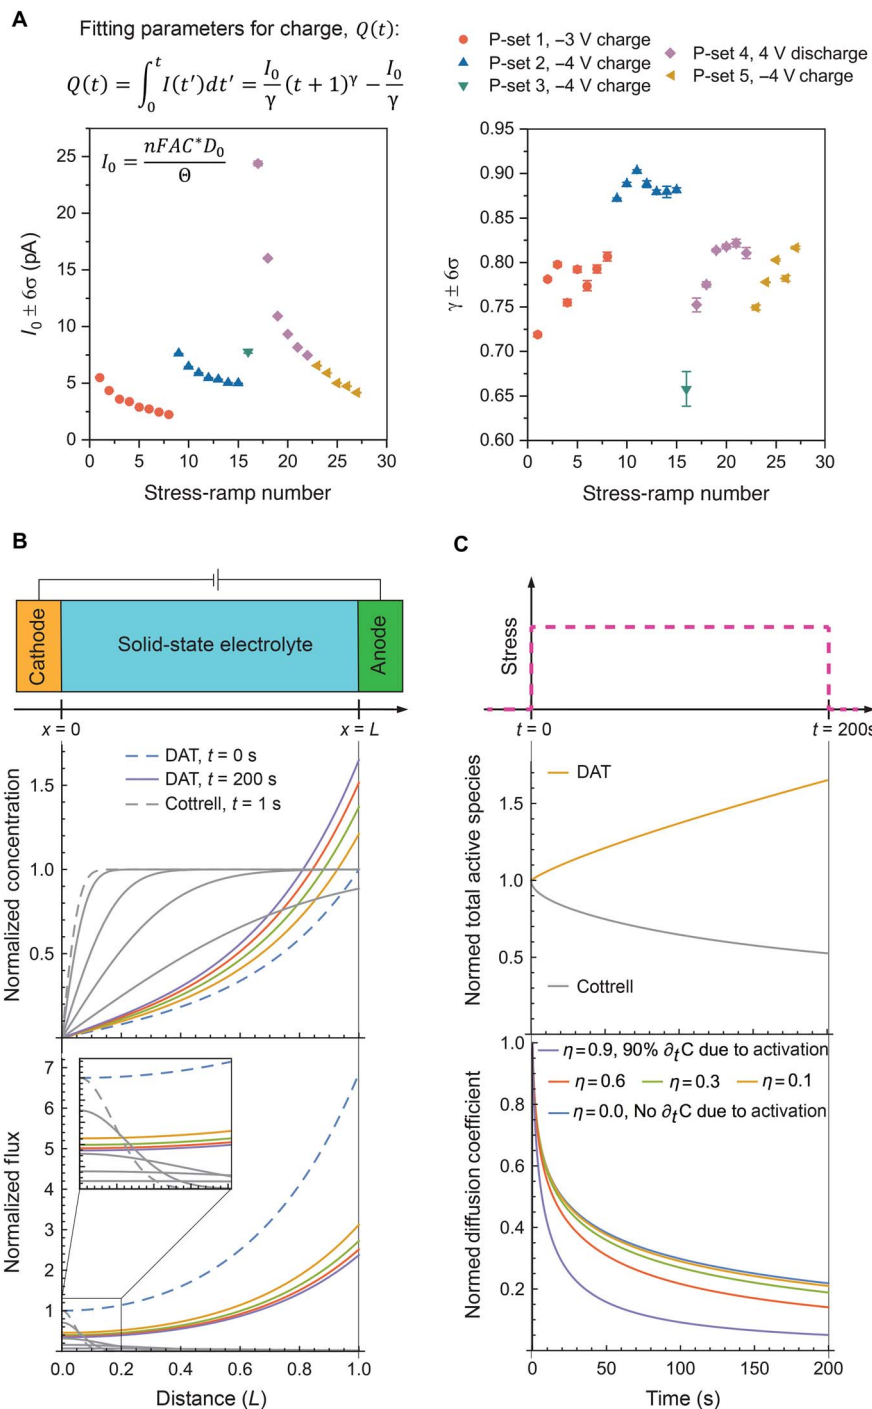 A
Fitting parameters for charge, Q(t):
Q(t) = ∫₀ᵗ I(t′)dt′ = I₀/γ (t + 1)^γ − I₀/γ
P-set 1, –3 V charge
P-set 2, –4 V charge
P-set 3, –4 V charge
P-set 4, 4 V discharge
P-set 5, –4 V charge
I₀ = nFAC*D₀/Θ
I₀ ± 6σ (pA)
25
20
15
10
5
0
0 5 10 15 20 25 30
Stress-ramp number
γ ± 6σ
0.95
0.90
0.85
0.80
0.75
0.70
0.65
0.60
0 5 10 15 20 25 30
Stress-ramp number
B
Cathode
Solid-state electrolyte
Anode
x = 0
x = L
DAT, t = 0 s
DAT, t = 200 s
Cottrell, t = 1 s
Normalized concentration
1.5
1.0
0.5
Normalized flux
7
6
5
4
3
2
1
0.0 0.2 0.4 0.6 0.8 1.0
Distance (L)
C
Stress
t = 0
t = 200s
Normed total active species
1.5
1.0
0.5
DAT
Cottrell
Normed diffusion coefficient
1.0
0.8
0.6
0.4
0.2
η = 0.9, 90% ∂ₜC due to activation
η = 0.6 η = 0.3 η = 0.1
η = 0.0, No ∂ₜC due to activation
0 50 100 150 200
Time (s)